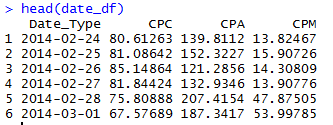 > head(date_df)
Date_Type CPC CPA CPM
1 2014-02-24 80.61263 139.8112 13.82467
2 2014-02-25 81.08642 152.3227 15.90726
3 2014-02-26 85.14864 121.2856 14.30809
4 2014-02-27 81.84424 132.9346 13.90776
5 2014-02-28 75.80888 207.4154 47.87505
6 2014-03-01 67.57689 187.3417 53.99785